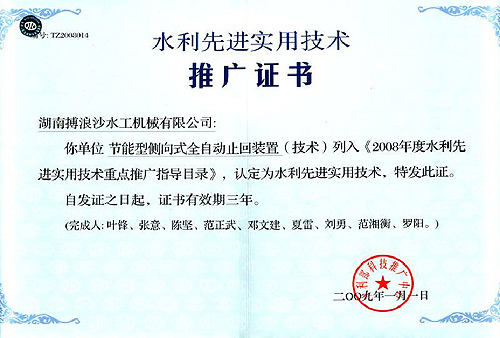 编号: TZ2008014
水利先进实用技术
推广证书
湖南搏浪沙水工机械有限公司:
你单位 节能型侧向式全自动止回装置（技术）列入《2008年度水利先
进实用技术重点推广指导目录》，认定为水利先进实用技术，特发此证。
自发证之日起，证书有效期三年。
(完成人: 叶锋、张意、陈坚、范正武、邓文建、夏雷、刘勇、范湘衡、罗阳。)
利部科技推广中
二〇〇九年一月一日